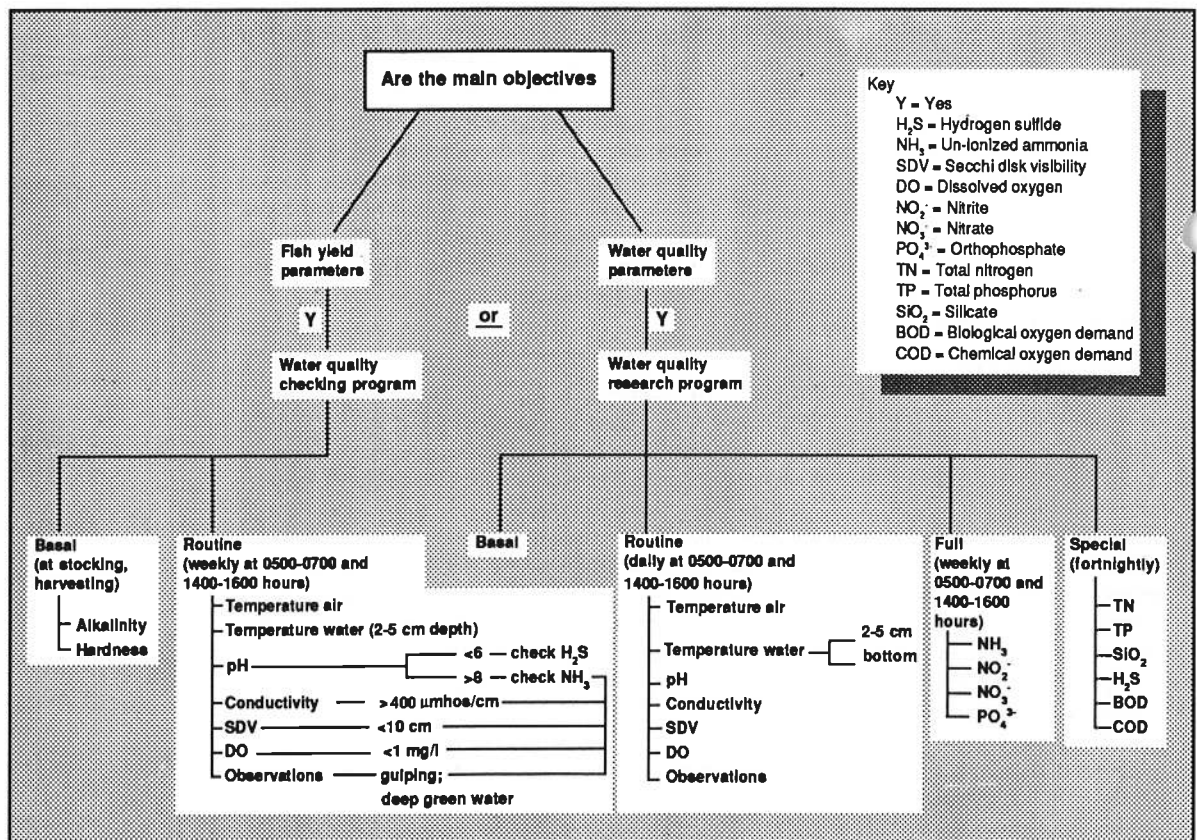 Are the main objectives
Key
Y = Yes
H₂S = Hydrogen sulfide
NH₃ = Un-ionized ammonia
SDV = Secchi disk visibility
DO = Dissolved oxygen
NO₂⁻ = Nitrite
NO₃⁻ = Nitrate
PO₄³⁻ = Orthophosphate
TN = Total nitrogen
TP = Total phosphorus
SiO₂ = Silicate
BOD = Biological oxygen demand
COD = Chemical oxygen demand
Fish yield
parameters
Y
Water quality
checking program
or
Water quality
parameters
Y
Water quality
research program
Basal
(at stocking,
harvesting)
Alkalinity
Hardness
Routine
(weekly at 0500-0700 and
1400-1600 hours)
Temperature air
Temperature water (2-5 cm depth)
pH
<6 — check H₂S
>8 — check NH₃
Conductivity — >400 µmhos/cm
SDV — <10 cm
DO — <1 mg/l
Observations — gulping;
deep green water
Basal
Routine
(daily at 0500-0700 and
1400-1600 hours)
Temperature air
Temperature water
2-5 cm
bottom
pH
Conductivity
SDV
DO
Observations
Full
(weekly at
0500-0700 and
1400-1600
hours)
NH₃
NO₂⁻
NO₃⁻
PO₄³⁻
Special
(fortnightly)
TN
TP
SiO₂
H₂S
BOD
COD